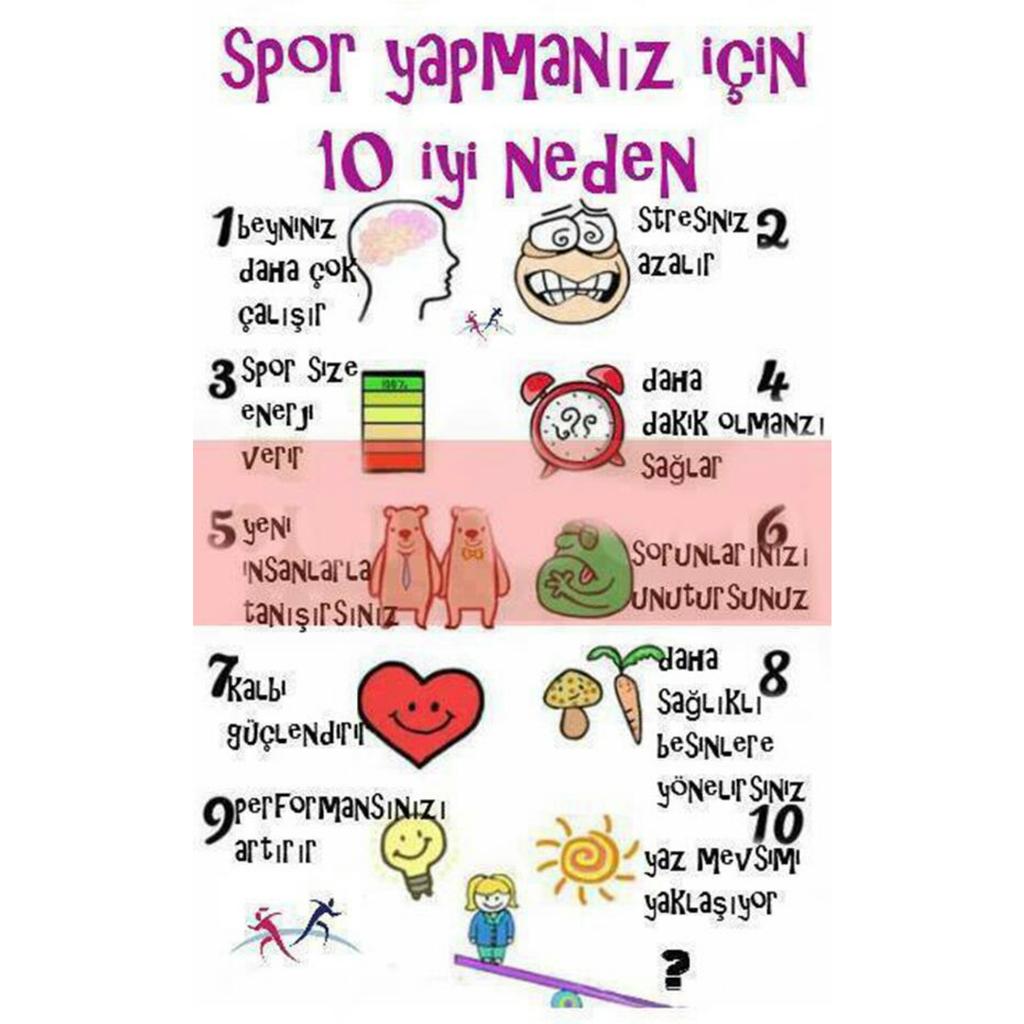 Spor yapmanız için
10 iyi neden
1 beyniniz
daha çok
çalışır
2 stresiniz
azalır
3 spor size
enerji
verir
100%
4 daha
dakik olmanzı
sağlar
5 yeni
insanlarla
tanışırsınız
6 sorunlarınızı
unutursunuz
7 kalbi
güçlendirir
8 daha
sağlıklı
besinlere
yönelirsiniz
9 performansınızı
artırır
10
yaz mevsimi
yaklaşıyor
?